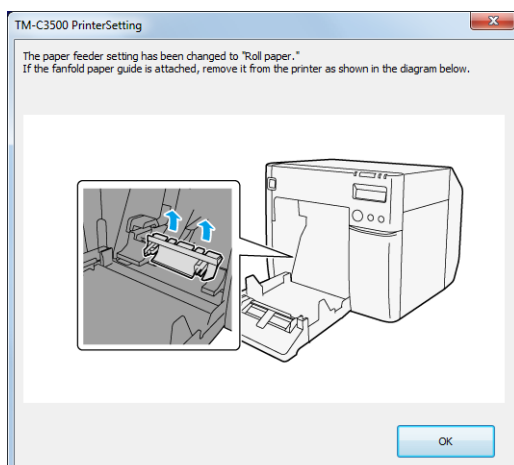 TM-C3500 PrinterSetting
The paper feeder setting has been changed to "Roll paper."
If the fanfold paper guide is attached, remove it from the printer as shown in the diagram below.
OK